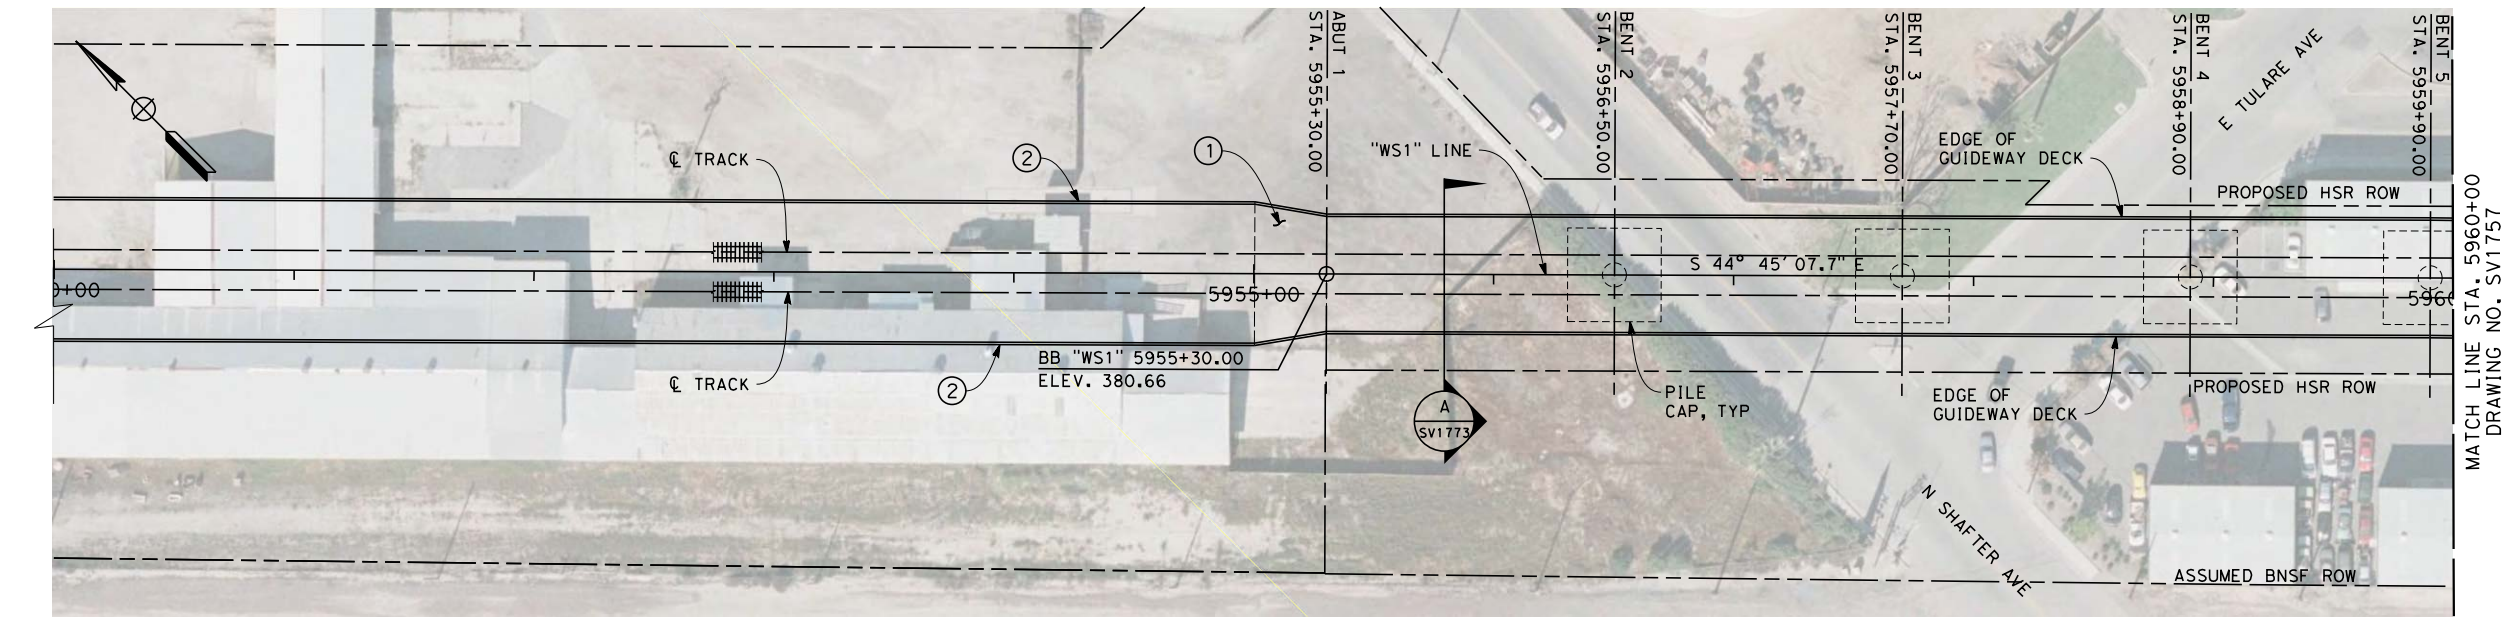 ABUT 1
STA. 5955+30.00
BENT 2
STA. 5956+50.00
BENT 3
STA. 5957+70.00
BENT 4
STA. 5958+90.00
BENT 5
STA. 5959+90.00
E TULARE AVE
℄ TRACK
2
1
"WS1" LINE
EDGE OF
GUIDEWAY DECK
PROPOSED HSR ROW
S 44° 45' 07.7" E
0+00
5955+00
596
BB "WS1" 5955+30.00
ELEV. 380.66
℄ TRACK
2
A
SV1773
PILE
CAP, TYP
EDGE OF
GUIDEWAY DECK
PROPOSED HSR ROW
N SHAFTER AVE
ASSUMED BNSF ROW
MATCH LINE STA. 5960+00
DRAWING NO. SV1757